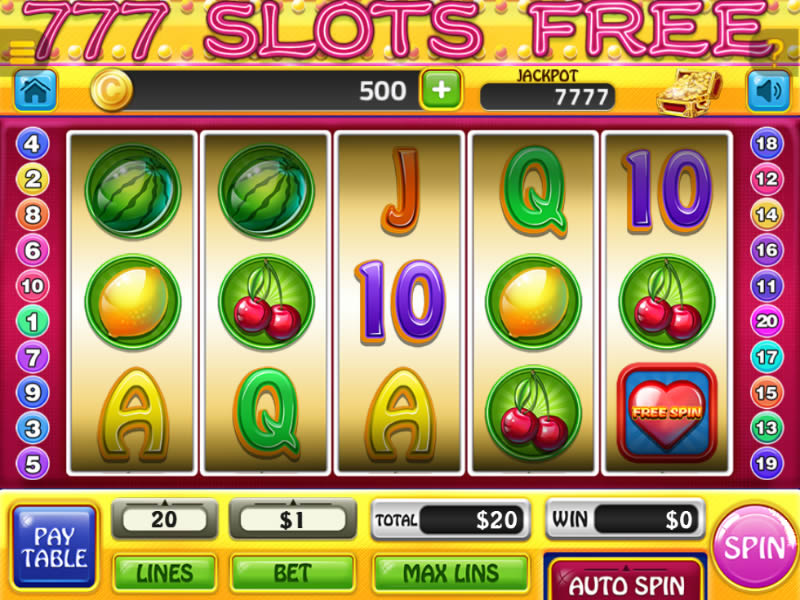 777 SLOTS FREE
?
C 500 +
JACKPOT
7777
4 18
J Q 10
2 12
8 14
6 16
10
10 11
1 20
7 17
9 FREE SPIN 15
A Q A
3 13
5 19
20 $1 TOTAL $20 WIN $0
PAY
TABLE
SPIN
LINES BET MAX LINS AUTO SPIN